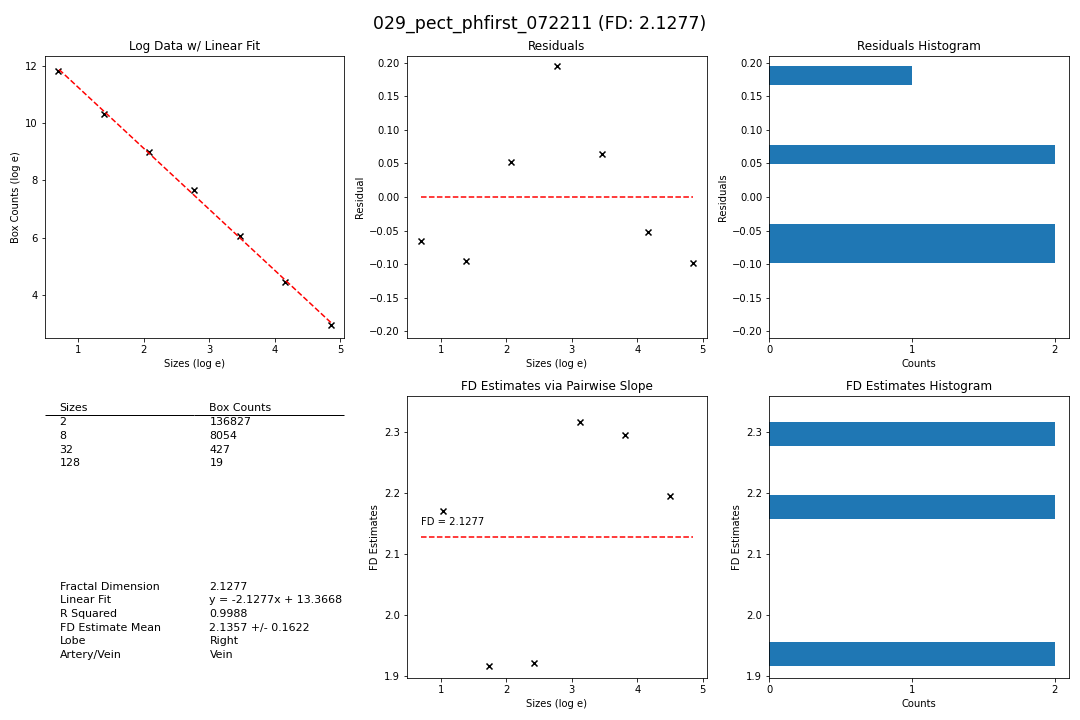 029_pect_phfirst_072211 (FD: 2.1277)
Log Data w/ Linear Fit
12
10
8
6
4
Box Counts (log e)
1 2 3 4 5
Sizes (log e)
Residuals
0.20
0.15
0.10
0.05
0.00
−0.05
−0.10
−0.15
−0.20
Residual
1 2 3 4 5
Sizes (log e)
Residuals Histogram
0.20
0.15
0.10
0.05
0.00
−0.05
−0.10
−0.15
−0.20
Residuals
0 1 2
Counts
Sizes Box Counts
2 136827
8 8054
32 427
128 19
Fractal Dimension 2.1277
Linear Fit y = -2.1277x + 13.3668
R Squared 0.9988
FD Estimate Mean 2.1357 +/- 0.1622
Lobe Right
Artery/Vein Vein
FD Estimates via Pairwise Slope
2.3
2.2
2.1
2.0
1.9
FD Estimates
FD = 2.1277
1 2 3 4 5
Sizes (log e)
FD Estimates Histogram
2.3
2.2
2.1
2.0
1.9
FD Estimates
0 1 2
Counts